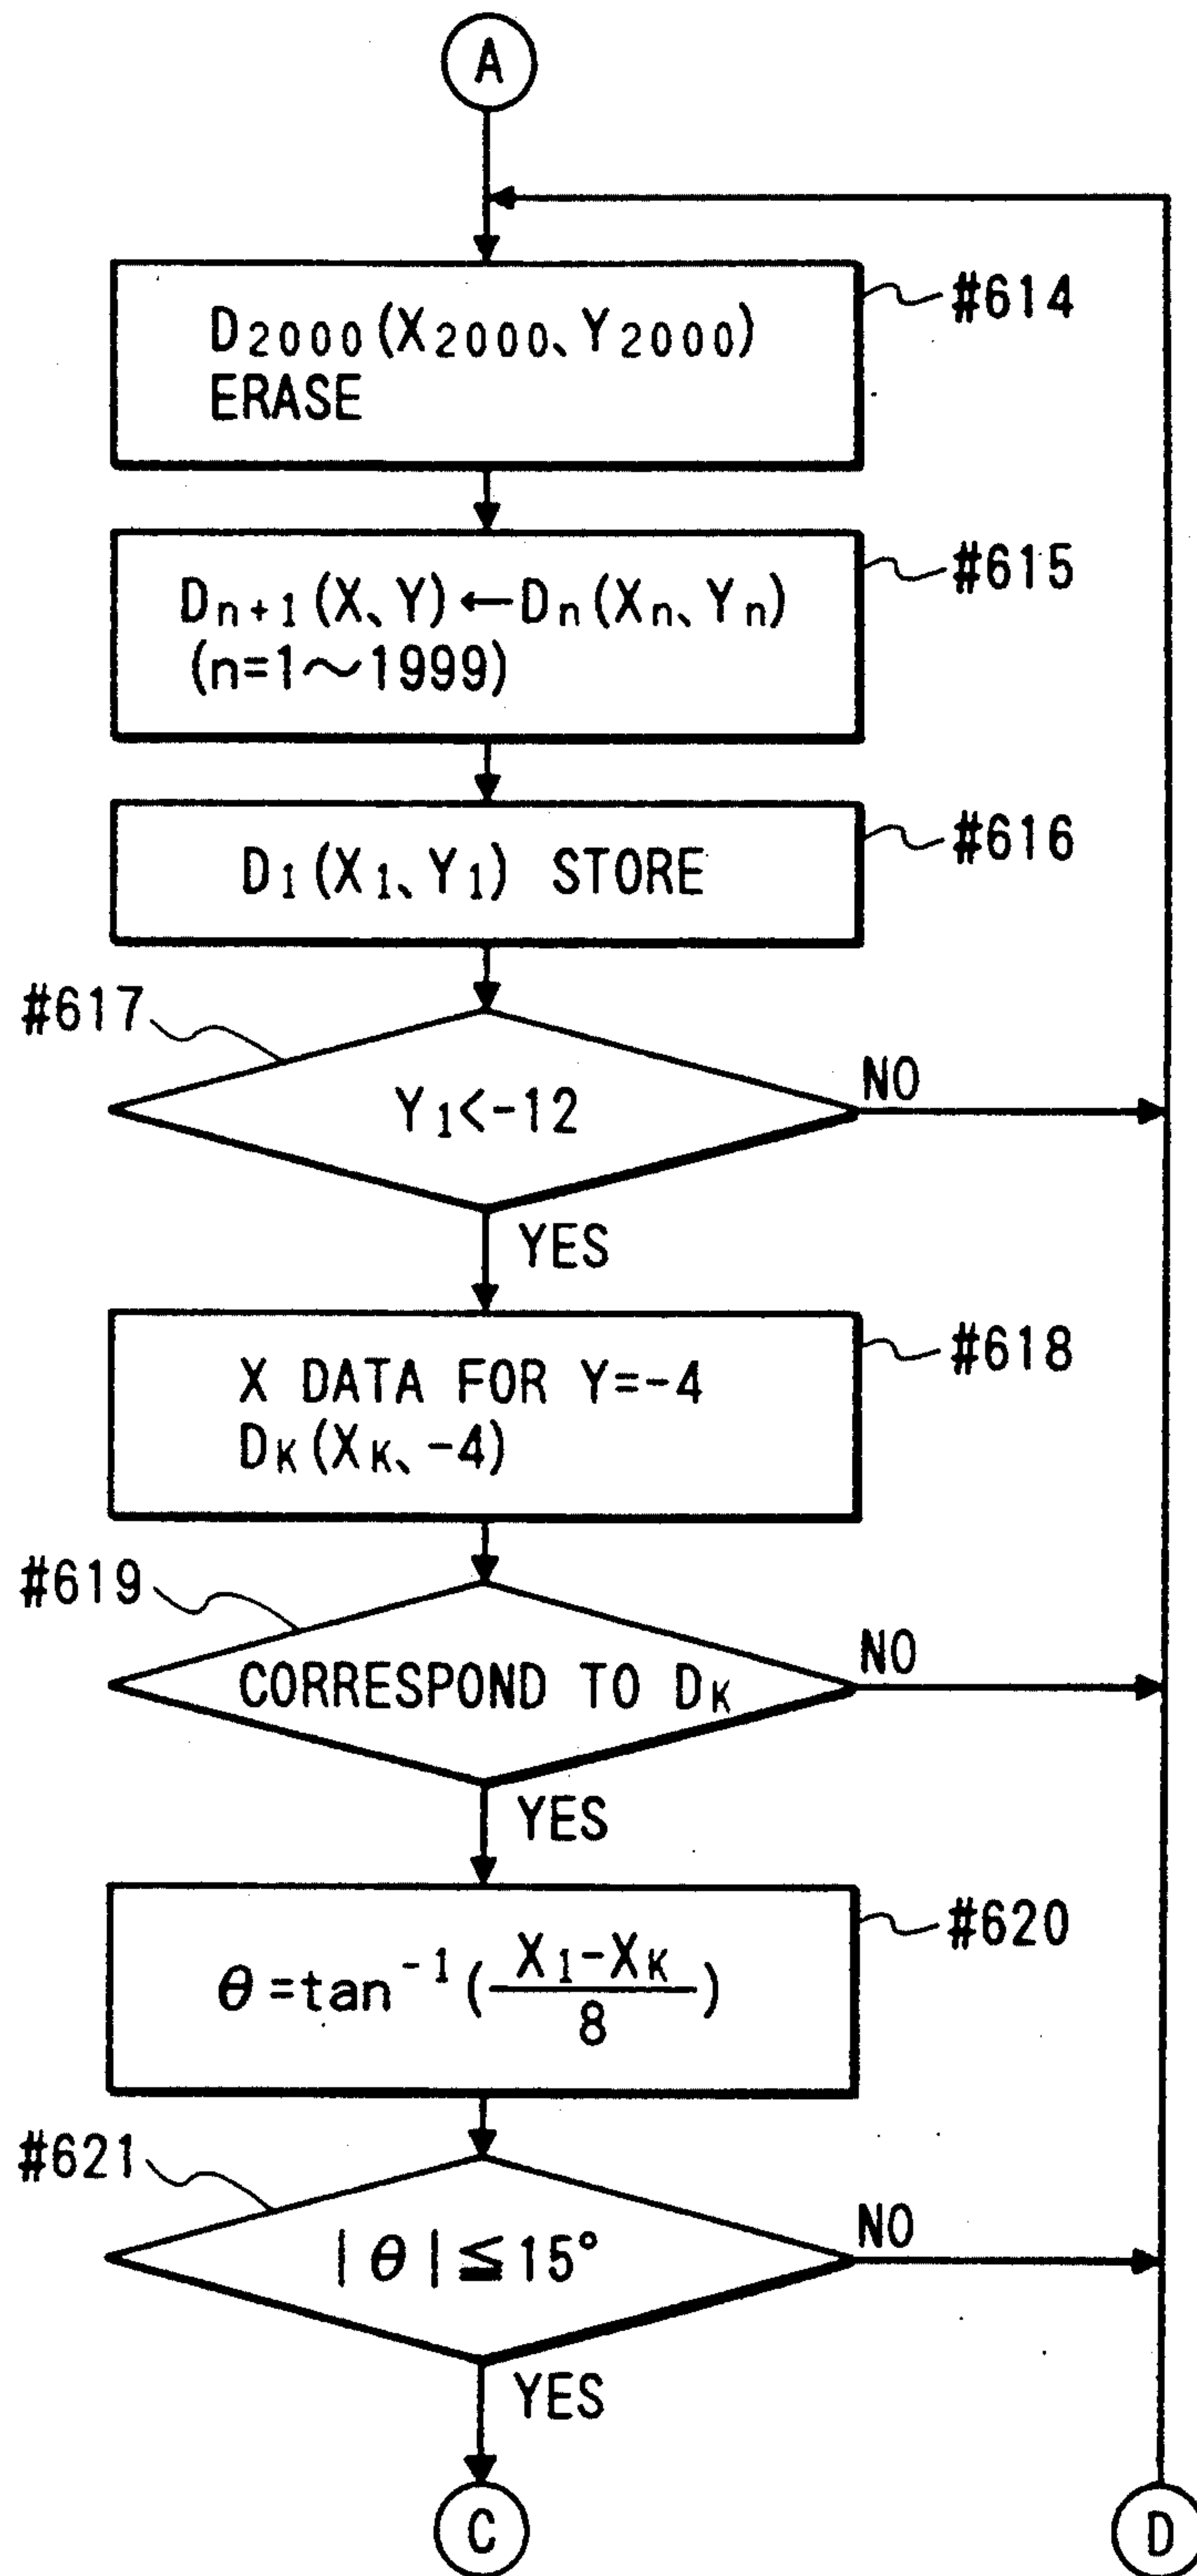 A
D2000(X2000、Y2000)
ERASE
#614
Dn+1(X、Y)←Dn(Xn、Yn)
(n=1～1999)
#615
D1(X1、Y1) STORE
#616
#617
Y1<-12
NO
YES
X DATA FOR Y=-4
DK(XK、-4)
#618
#619
CORRESPOND TO DK
NO
YES
θ=tan⁻¹(X1-XK/8)
#620
#621
|θ|≦15°
NO
YES
C
D